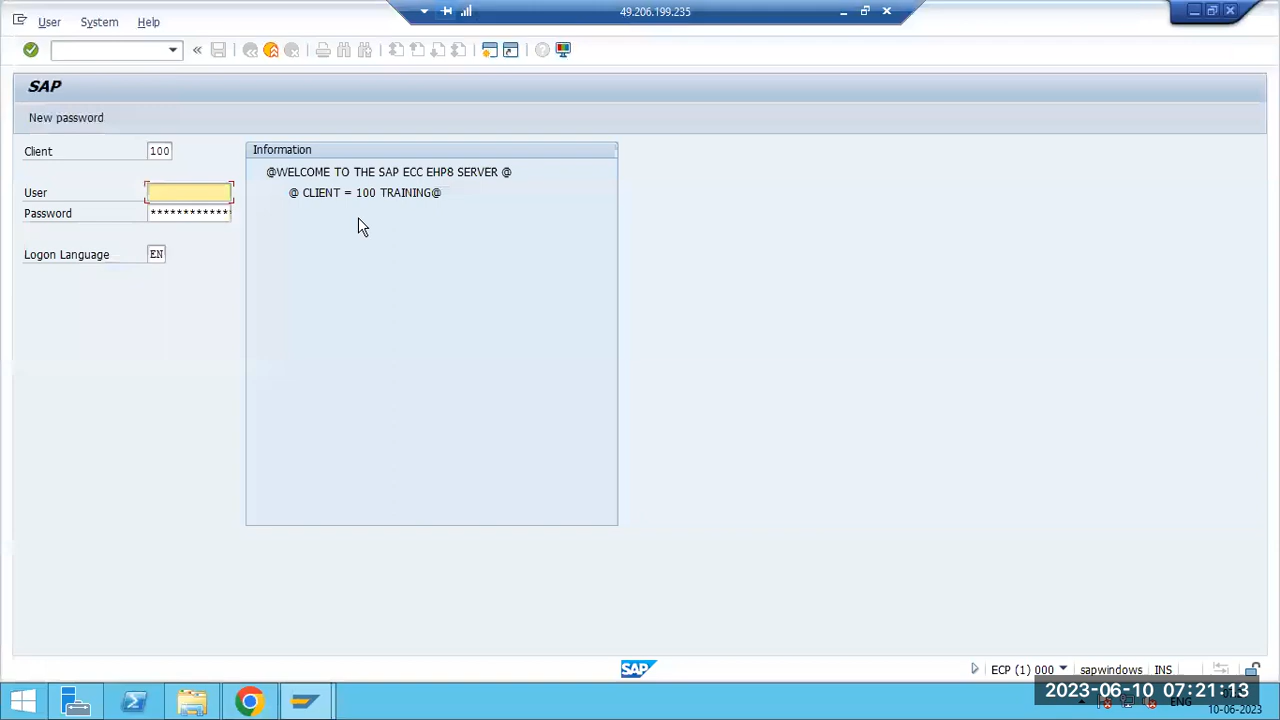 49.206.199.235
User System Help
SAP
New password
Client 100
Information
@WELCOME TO THE SAP ECC EHP8 SERVER @
@ CLIENT = 100 TRAINING@
User
Password ************
Logon Language EN
SAP
ECP (1) 000 sapwindows INS
2023-06-10 07:21:13
ENG
10-06-2023